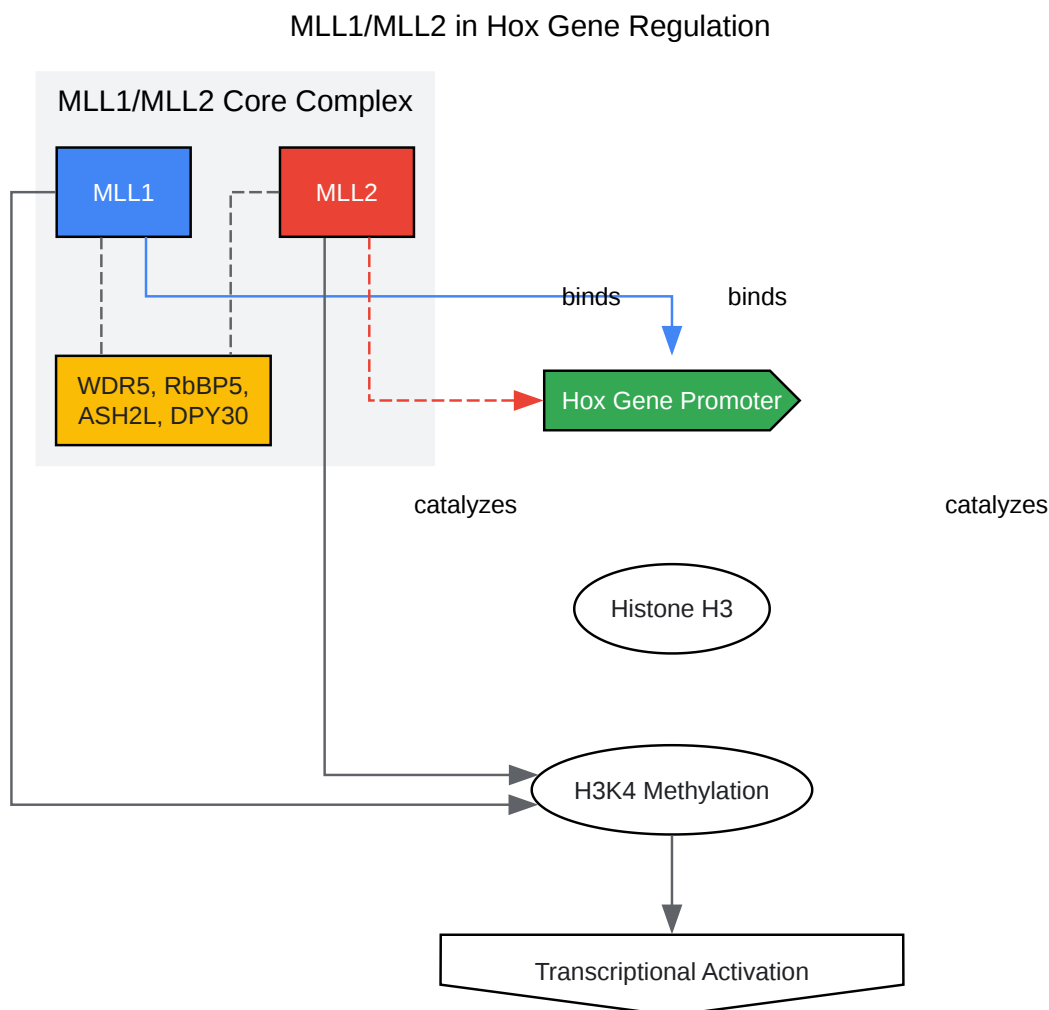 MLL1/MLL2 in Hox Gene Regulation
MLL1/MLL2 Core Complex
MLL1
MLL2
binds
binds
WDR5, RbBP5,
ASH2L, DPY30
Hox Gene Promoter
catalyzes
catalyzes
Histone H3
H3K4 Methylation
Transcriptional Activation